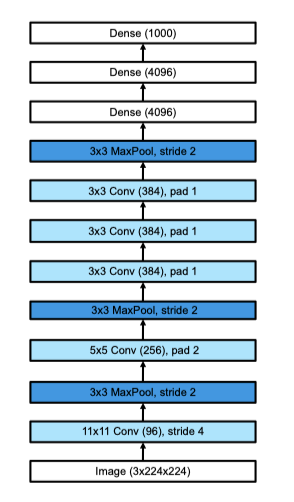 Dense (1000)
Dense (4096)
Dense (4096)
3x3 MaxPool, stride 2
3x3 Conv (384), pad 1
3x3 Conv (384), pad 1
3x3 Conv (384), pad 1
3x3 MaxPool, stride 2
5x5 Conv (256), pad 2
3x3 MaxPool, stride 2
11x11 Conv (96), stride 4
Image (3x224x224)